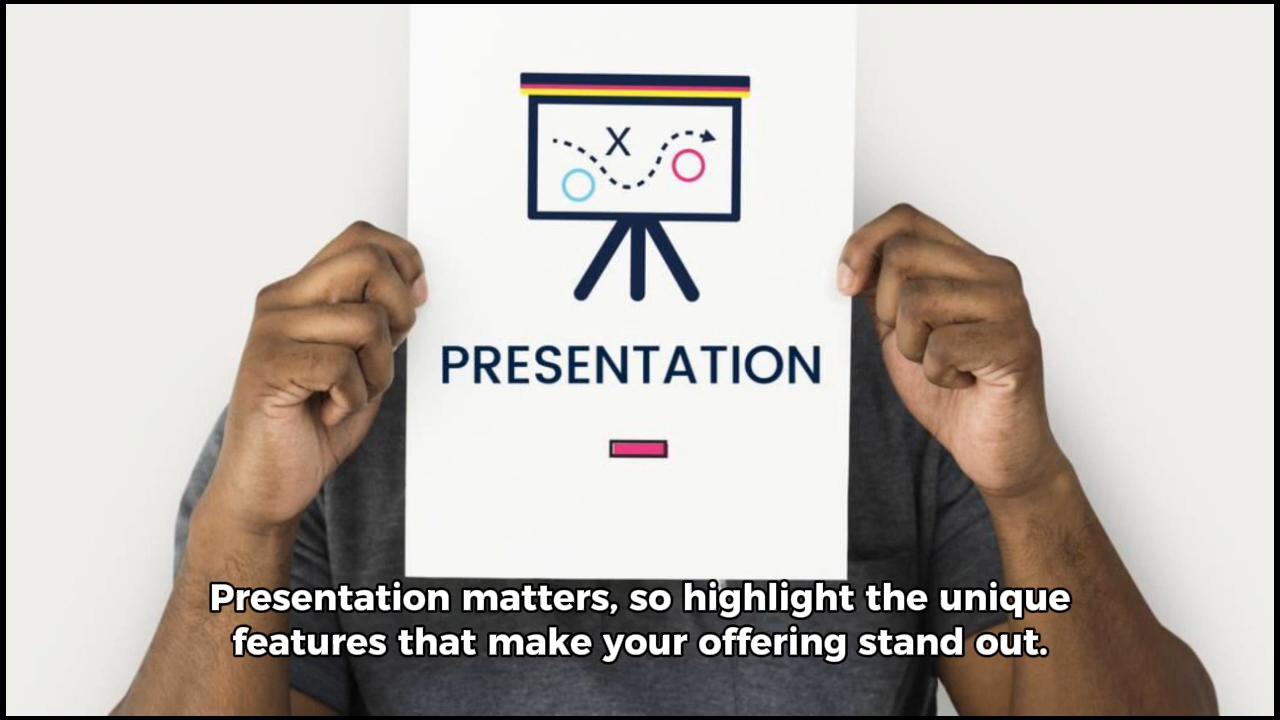 X
PRESENTATION
Presentation matters, so highlight the unique
features that make your offering stand out.